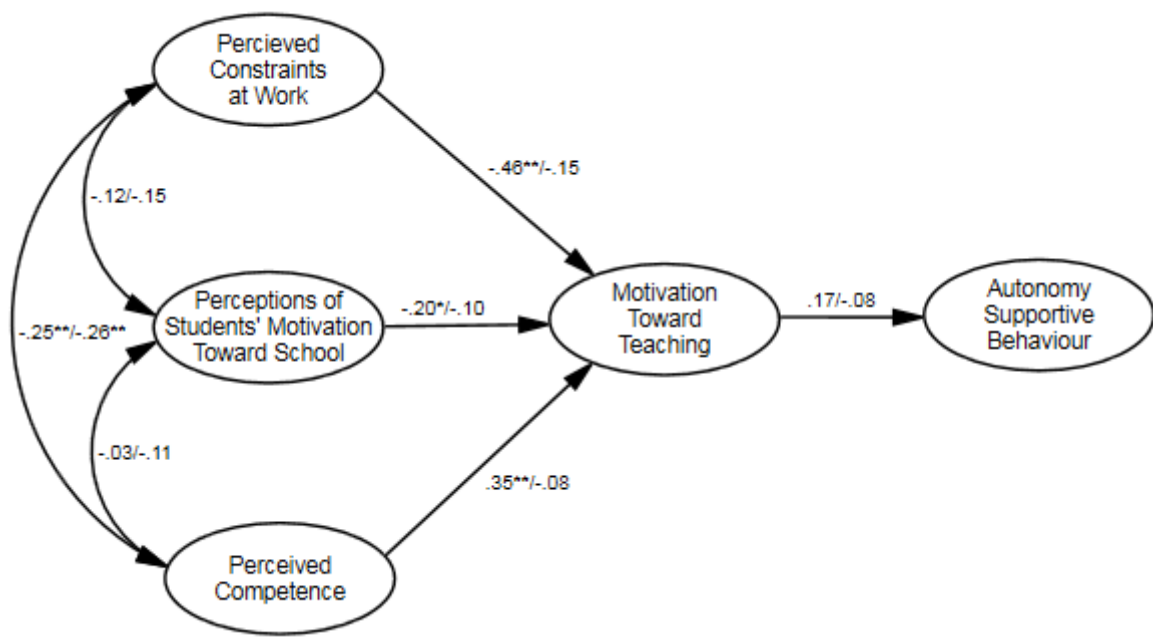 Percieved
Constraints
at Work
-.46**/-.15
-.12/-.15
Perceptions of
Students' Motivation
Toward School
-.20*/-.10
Motivation
Toward
Teaching
.17/-.08
Autonomy
Supportive
Behaviour
-.25**/-.26**
-.03/-.11
.35**/-.08
Perceived
Competence